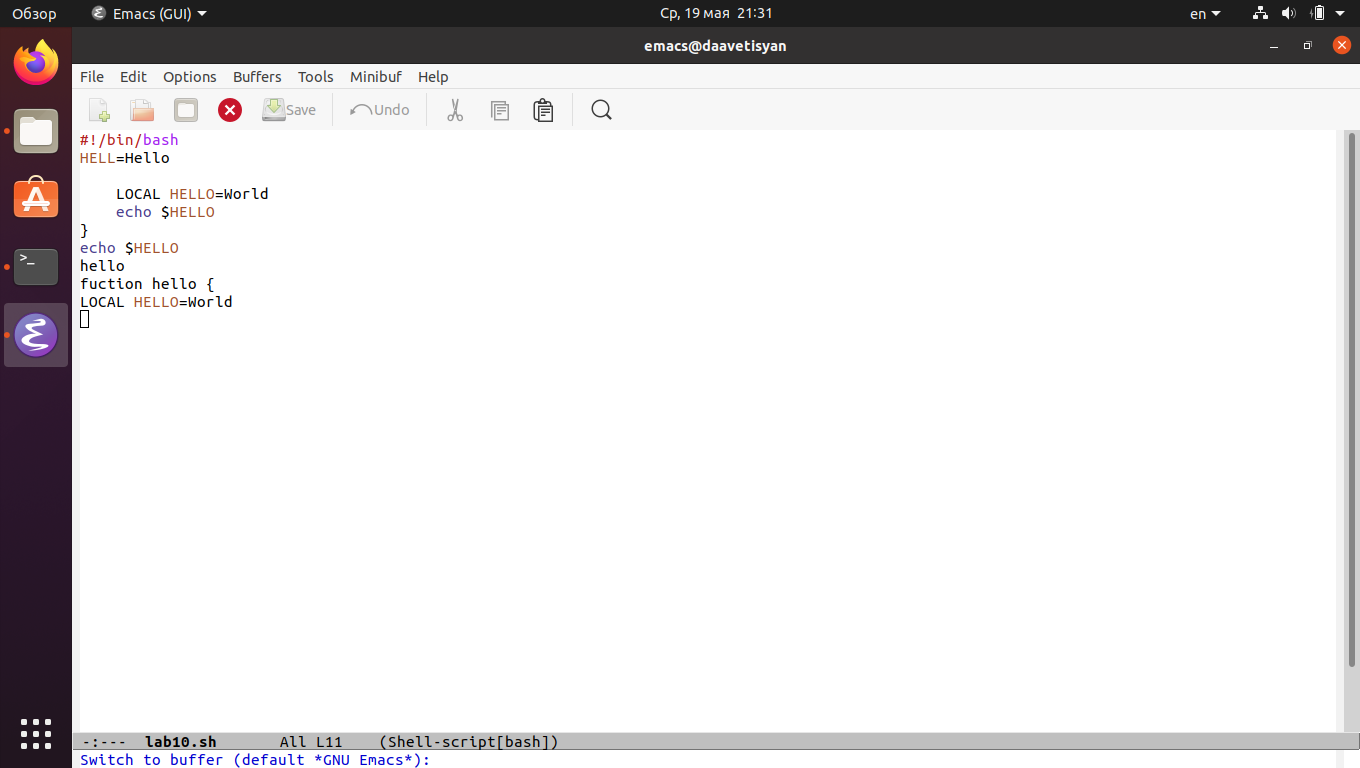 Обзор Emacs (GUI) Ср, 19 мая 21:31 en
emacs@daavetisyan
File Edit Options Buffers Tools Minibuf Help
Save Undo
#!/bin/bash
HELL=Hello
LOCAL HELLO=World
echo $HELLO
}
echo $HELLO
hello
fuction hello {
LOCAL HELLO=World
-:--- lab10.sh All L11 (Shell-script[bash])
Switch to buffer (default *GNU Emacs*):